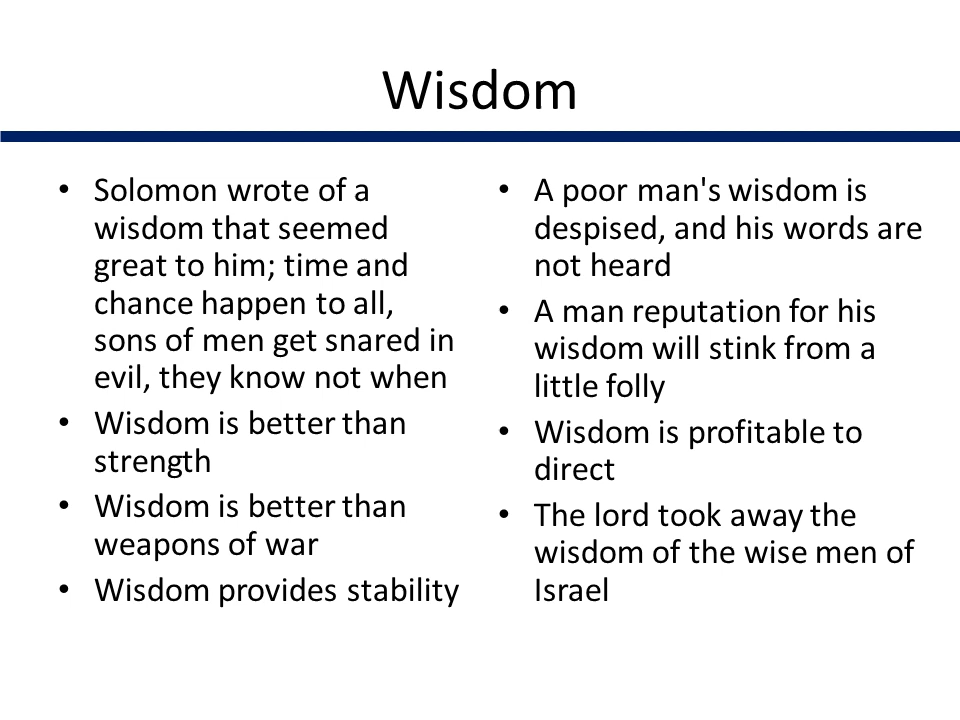 Wisdom
• Solomon wrote of a
wisdom that seemed
great to him; time and
chance happen to all,
sons of men get snared in
evil, they know not when
• Wisdom is better than
strength
• Wisdom is better than
weapons of war
• Wisdom provides stability
• A poor man's wisdom is
despised, and his words are
not heard
• A man reputation for his
wisdom will stink from a
little folly
• Wisdom is profitable to
direct
• The lord took away the
wisdom of the wise men of
Israel